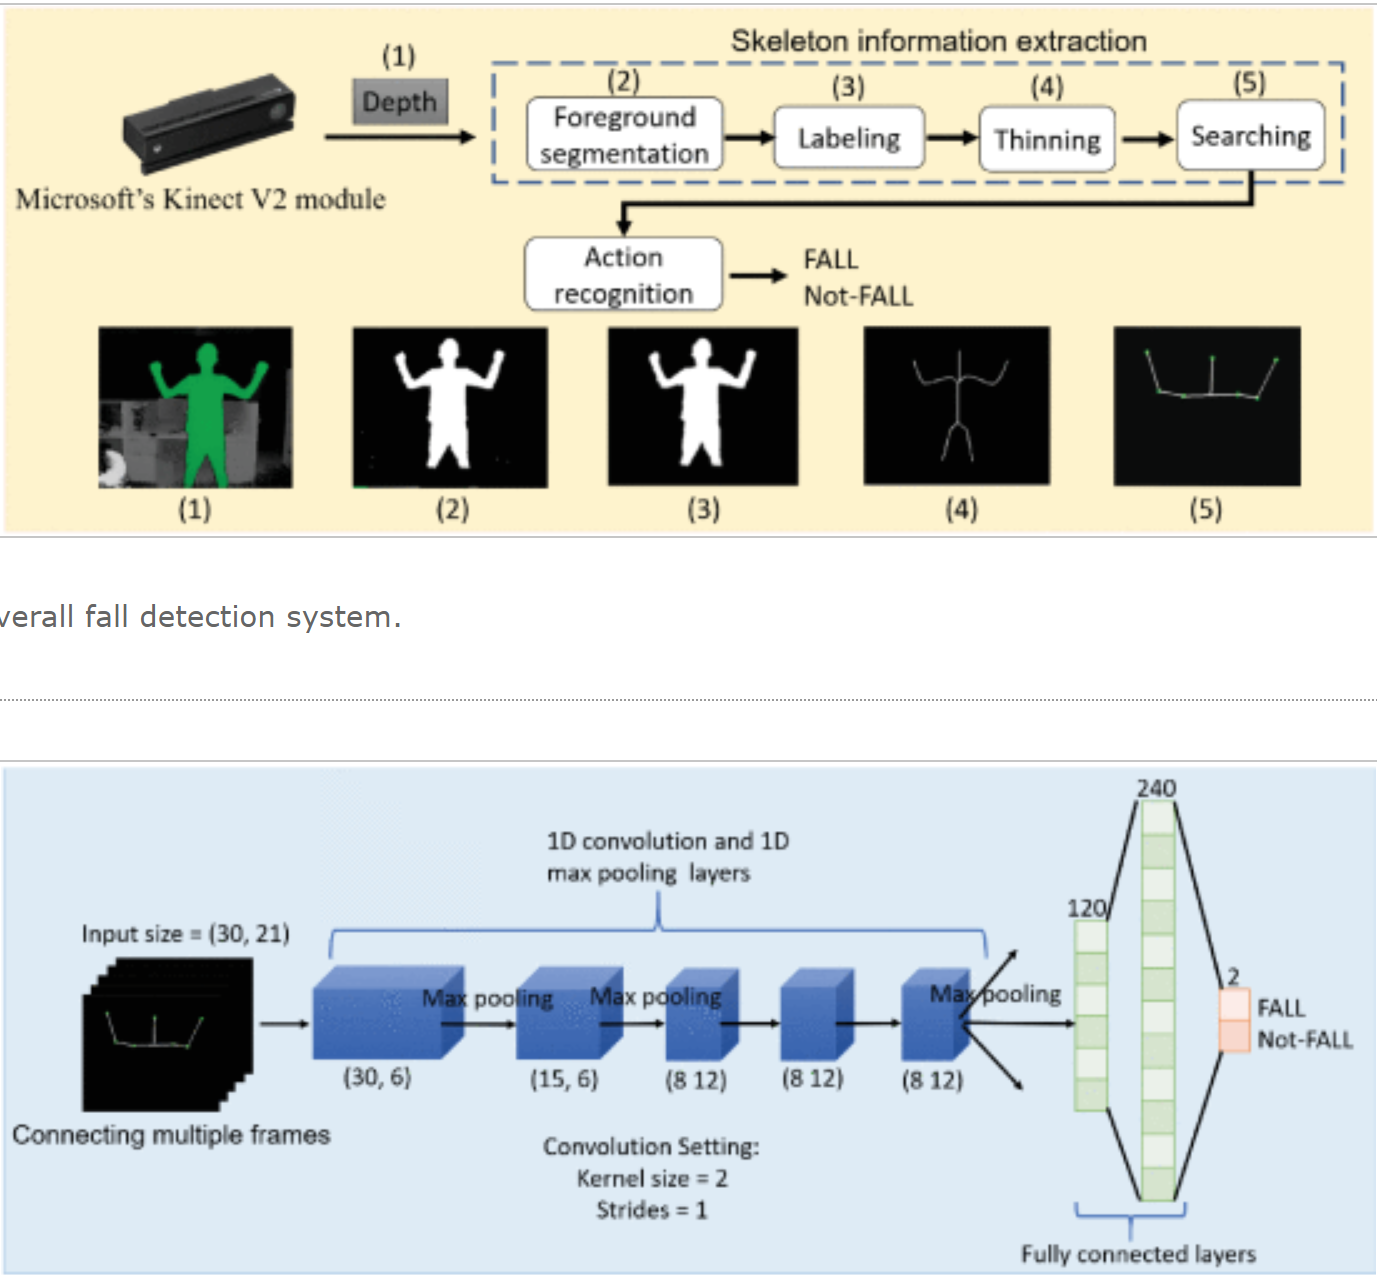 Skeleton information extraction
(1)
Depth
(2)
Foreground
segmentation
(3)
Labeling
(4)
Thinning
(5)
Searching
Microsoft's Kinect V2 module
Action
recognition
FALL
Not-FALL
(1)
(2)
(3)
(4)
(5)
verall fall detection system.
240
1D convolution and 1D
max pooling layers
120
Input size = (30, 21)
Max pooling
Max pooling
Max pooling
2
FALL
Not-FALL
(30, 6)
(15, 6)
(8 12)
(8 12)
(8 12)
Connecting multiple frames
Convolution Setting:
Kernel size = 2
Strides = 1
Fully connected layers